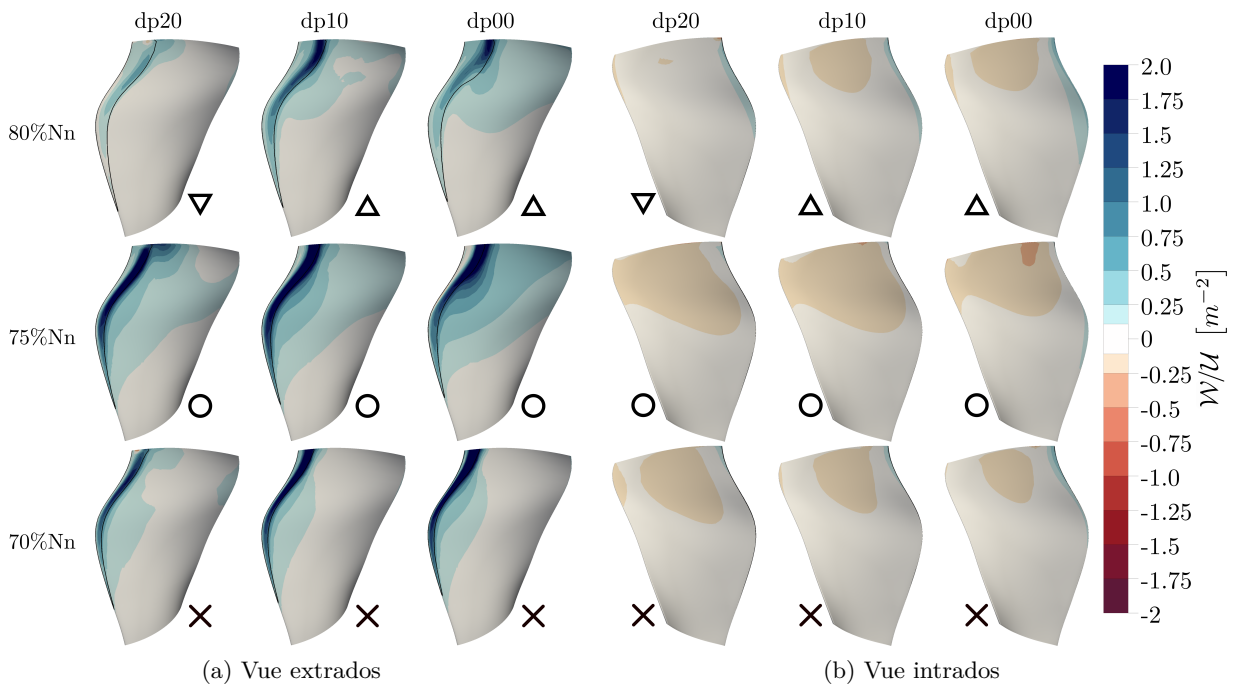 dp20 dp10 dp00 dp20 dp10 dp00
80%Nn
75%Nn
70%Nn
2.0
1.75
1.5
1.25
1.0
0.75
0.5
0.25
0
-0.25
-0.5
-0.75
-1.0
-1.25
-1.5
-1.75
-2
𝒲/𝒰 [m⁻²]
(a) Vue extrados
(b) Vue intrados